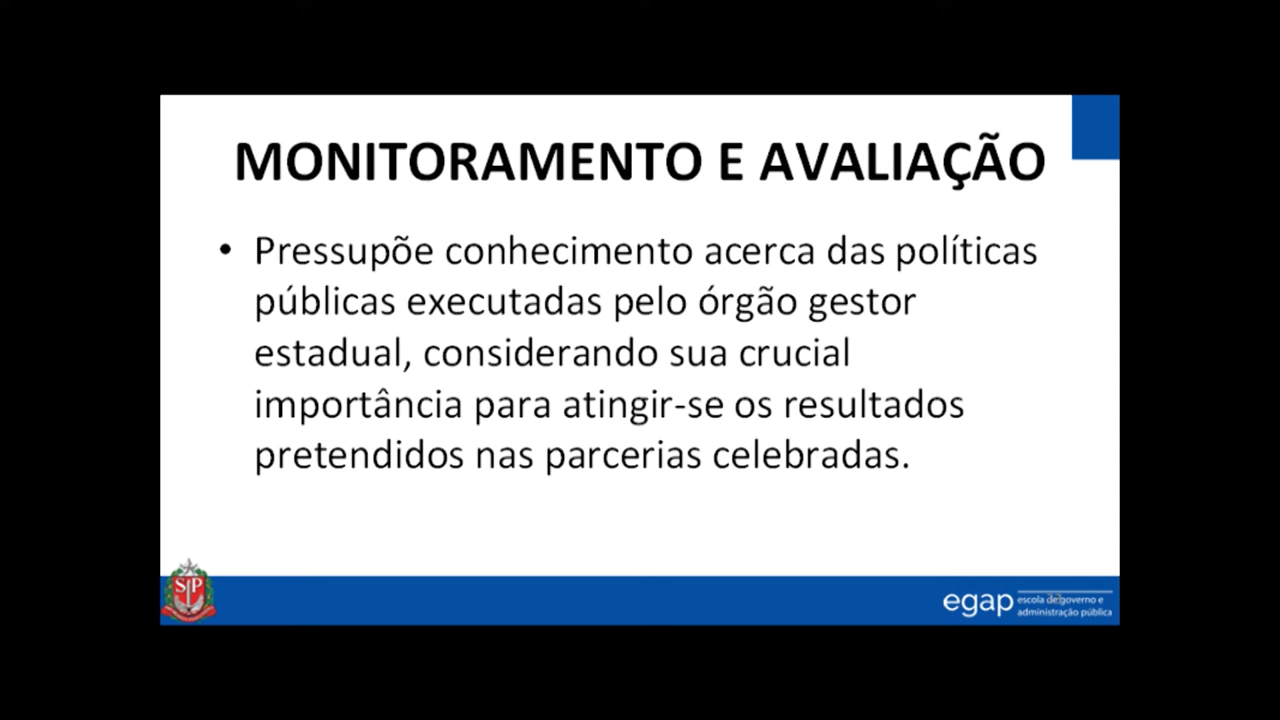 MONITORAMENTO E AVALIAÇÃO
• Pressupõe conhecimento acerca das políticas
públicas executadas pelo órgão gestor
estadual, considerando sua crucial
importância para atingir-se os resultados
pretendidos nas parcerias celebradas.
SP
egap
escola de governo e
administração pública